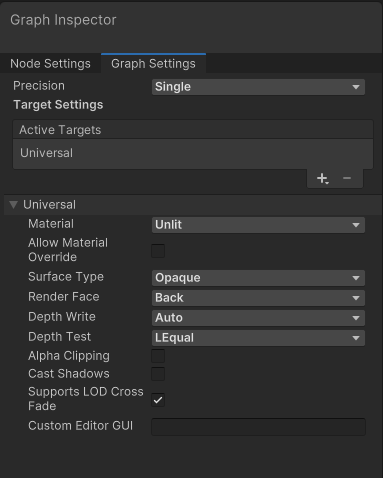 Graph Inspector
Node Settings Graph Settings
Precision Single
Target Settings
Active Targets
Universal
+ −
Universal
Material Unlit
Allow Material
Override
Surface Type Opaque
Render Face Back
Depth Write Auto
Depth Test LEqual
Alpha Clipping
Cast Shadows
Supports LOD Cross
Fade
Custom Editor GUI